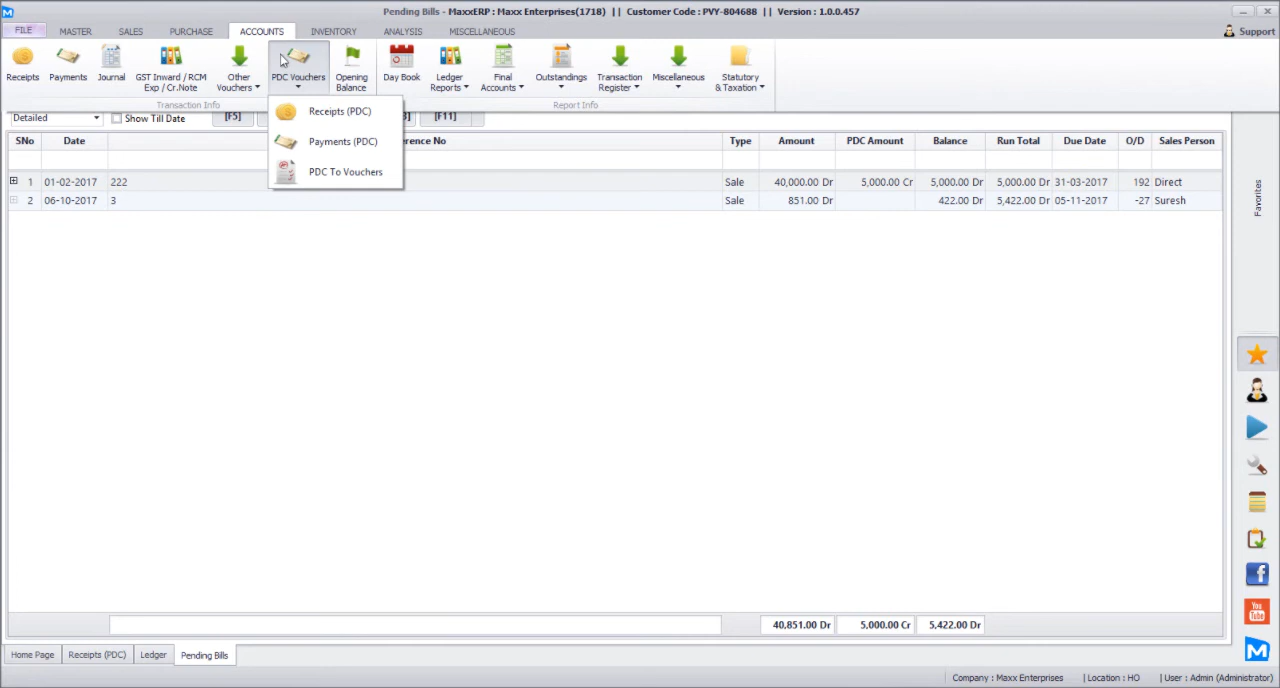 Pending Bills - MaxxERP : Maxx Enterprises(1718) || Customer Code : PVY-804688 || Version : 1.0.0.457
FILE MASTER SALES PURCHASE ACCOUNTS INVENTORY ANALYSIS MISCELLANEOUS Support
Receipts Payments Journal GST Inward / RCM Exp / Cr.Note Other Vouchers PDC Vouchers Opening Balance Day Book Ledger Reports Final Accounts Outstandings Transaction Register Miscellaneous Statutory & Taxation
Transaction Info Report Info
Detailed Show Till Date [F5] [F11]
Receipts (PDC)
Payments (PDC)
PDC To Vouchers
SNo Date erence No Type Amount PDC Amount Balance Run Total Due Date O/D Sales Person
1 01-02-2017 222 Sale 40,000.00 Dr 5,000.00 Cr 5,000.00 Dr 5,000.00 Dr 31-03-2017 192 Direct
2 06-10-2017 3 Sale 851.00 Dr 422.00 Dr 5,422.00 Dr 05-11-2017 -27 Suresh
Favorites
40,851.00 Dr 5,000.00 Cr 5,422.00 Dr
You Tube
Home Page Receipts (PDC) Ledger Pending Bills
Company : Maxx Enterprises | Location : HO | User : Admin (Administrator)